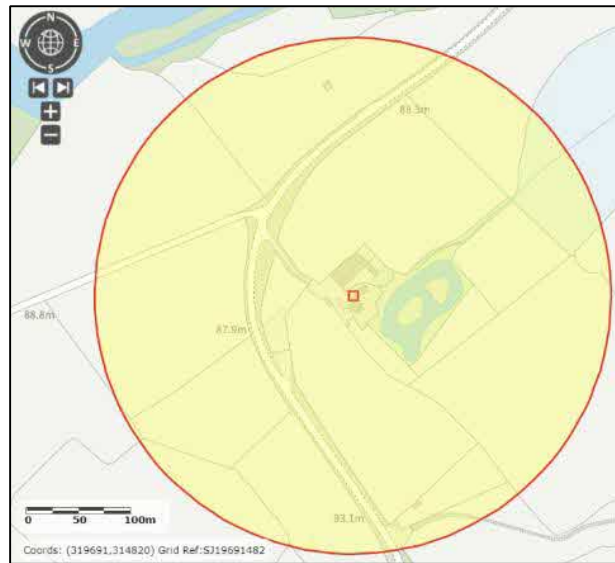 N
W E
S
88.3m
88.8m
87.9m
93.1m
0 50 100m
Coords: (319691,314820) Grid Ref:SJ19691482